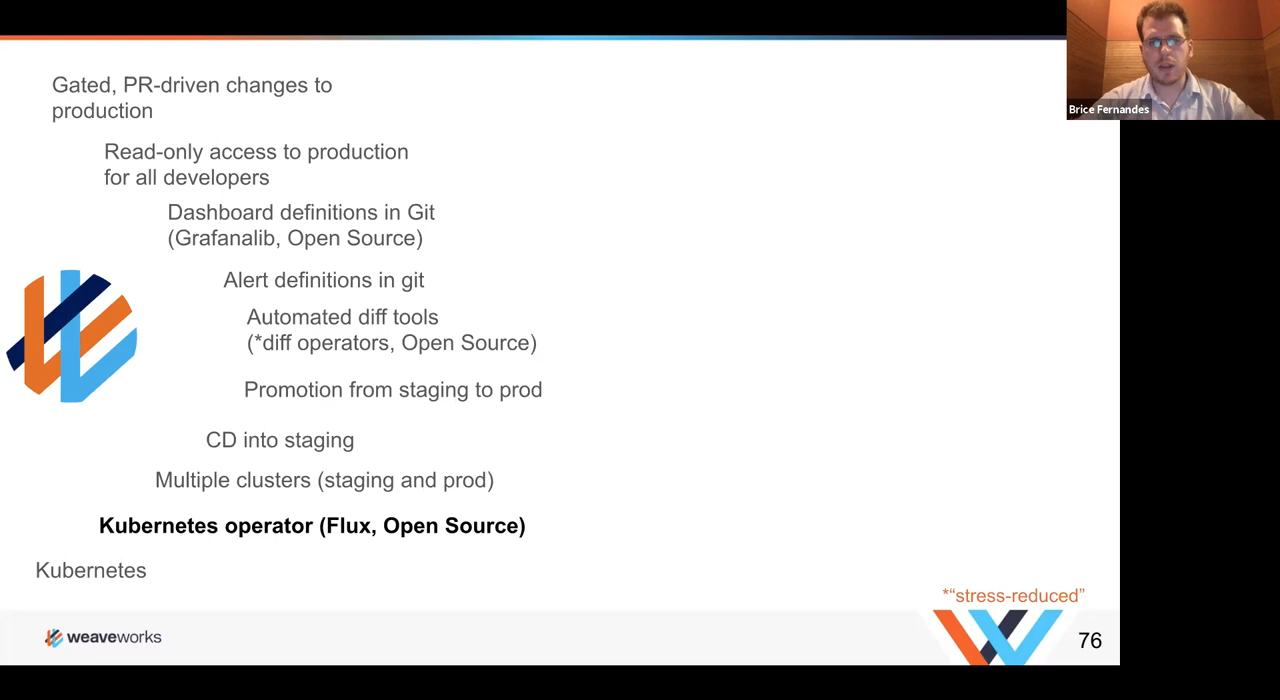 Gated, PR-driven changes to
production
Brice Fernandes
Read-only access to production
for all developers
Dashboard definitions in Git
(Grafanalib, Open Source)
Alert definitions in git
Automated diff tools
(*diff operators, Open Source)
Promotion from staging to prod
CD into staging
Multiple clusters (staging and prod)
Kubernetes operator (Flux, Open Source)
Kubernetes
*“stress-reduced”
weaveworks
76